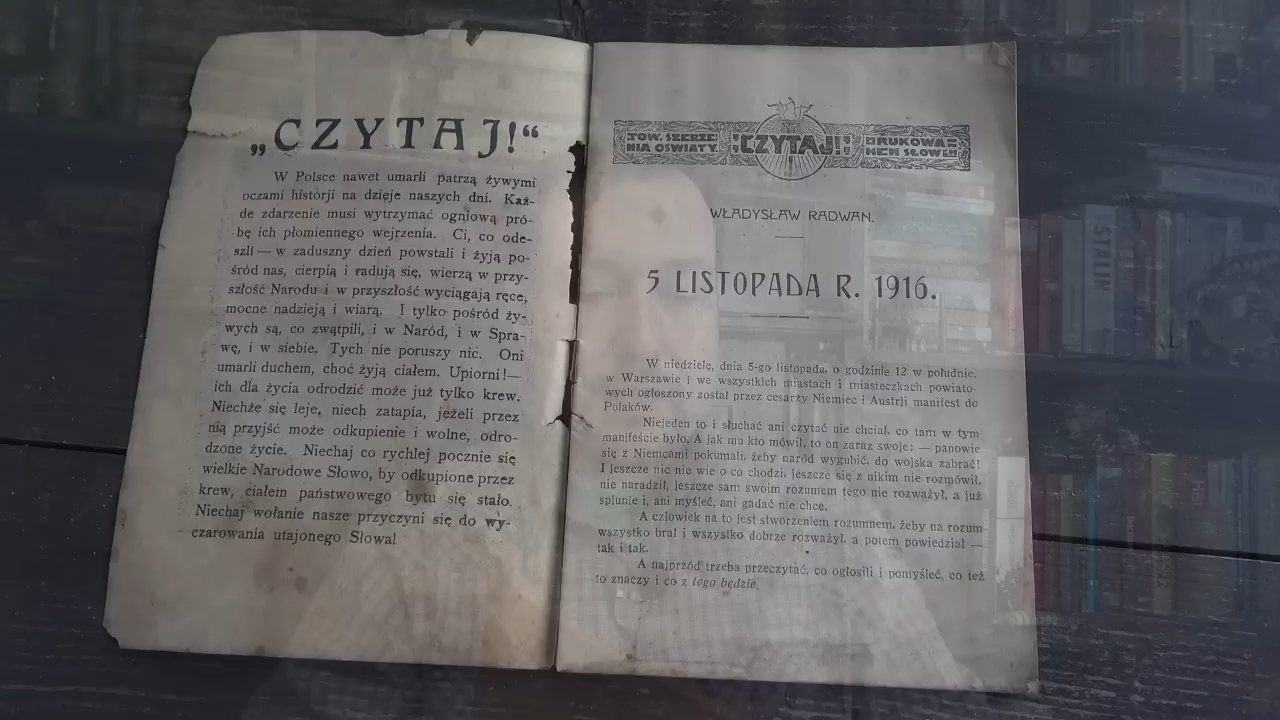 „CZYTAJ!“
W Polsce nawet umarli patrzą żywymi
oczami historji na dzieje naszych dni. Każ-
de zdarzenie musi wytrzymać ogniową pró-
bę ich płomiennego wejrzenia. Ci, co ode-
szli — w zaduszny dzień powstali i żyją po-
śród nas, cierpią i radują się, wierzą w przy-
szłość Narodu i w przyszłość wyciągają ręce,
mocne nadzieją i wiarą. I tylko pośród ży-
wych są, co zwątpili, i w Naród, i w Spra-
wę, i w siebie. Tych nie poruszy nic. Oni
umarli duchem, choć żyją ciałem. Upiorni!—
ich dla życia odrodzić może już tylko krew.
Niechże się leje, niech zatapia, jeżeli przez
nią przyjść może odkupienie i wolne, odro-
dzone życie. Niechaj co rychlej pocznie się
wielkie Narodowe Słowo, by odkupione przez
krew, ciałem państwowego bytu się stało.
Niechaj wołanie nasze przyczyni się do wy-
czarowania utajonego Słowa!
TOW. SZERZE
NIA OŚWIATY.
"CZYTAJ!"
DRUKOWA=
NEM SŁOWEM
WŁADYSŁAW RADWAN.
5 LISTOPADA R. 1916.
W niedzielę, dnia 5-go listopada, o godzinie 12 w południe,
w Warszawie i we wszystkich miastach i miasteczkach powiato-
wych ogłoszony został przez cesarzy Niemiec i Austrji manifest do
Polaków.
Niejeden to i słuchać ani czytać nie chciał, co tam w tym
manifeście było. A jak mu kto mówił, to on zaraz swoje: — panowie
się z Niemcami pokumali, żeby naród wygubić, do wojska zabrać!
I jeszcze nic nie wie o co chodzi, jeszcze się z nikim nie rozmówił,
nie naradził, jeszcze sam swoim rozumem tego nie rozważył, a już
splunie i, ani myśleć, ani gadać nie chce.
A człowiek na to jest stworzeniem rozumnem, żeby na rozum
wszystko brał i wszystko dobrze rozważył, a potem powiedział —
tak i tak.
A najprzód trzeba przeczytać, co ogłosili i pomyśleć, co też
to znaczy i co z tego będzie.
STALIN